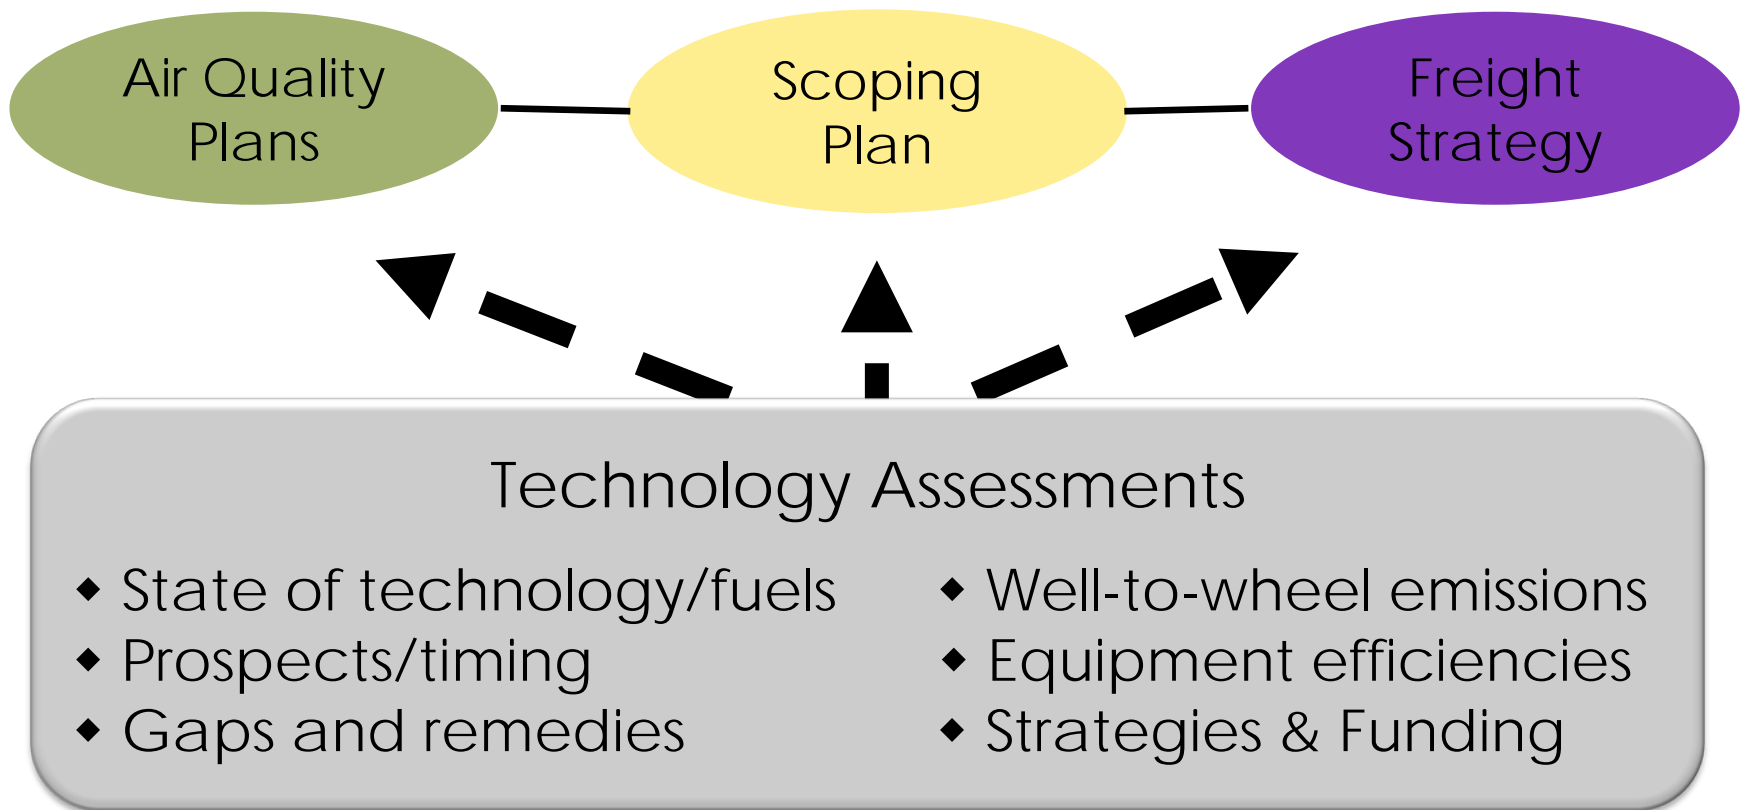 Air Quality
Plans
Scoping
Plan
Freight
Strategy
Technology Assessments
◆ State of technology/fuels
◆ Prospects/timing
◆ Gaps and remedies
◆ Well-to-wheel emissions
◆ Equipment efficiencies
◆ Strategies & Funding